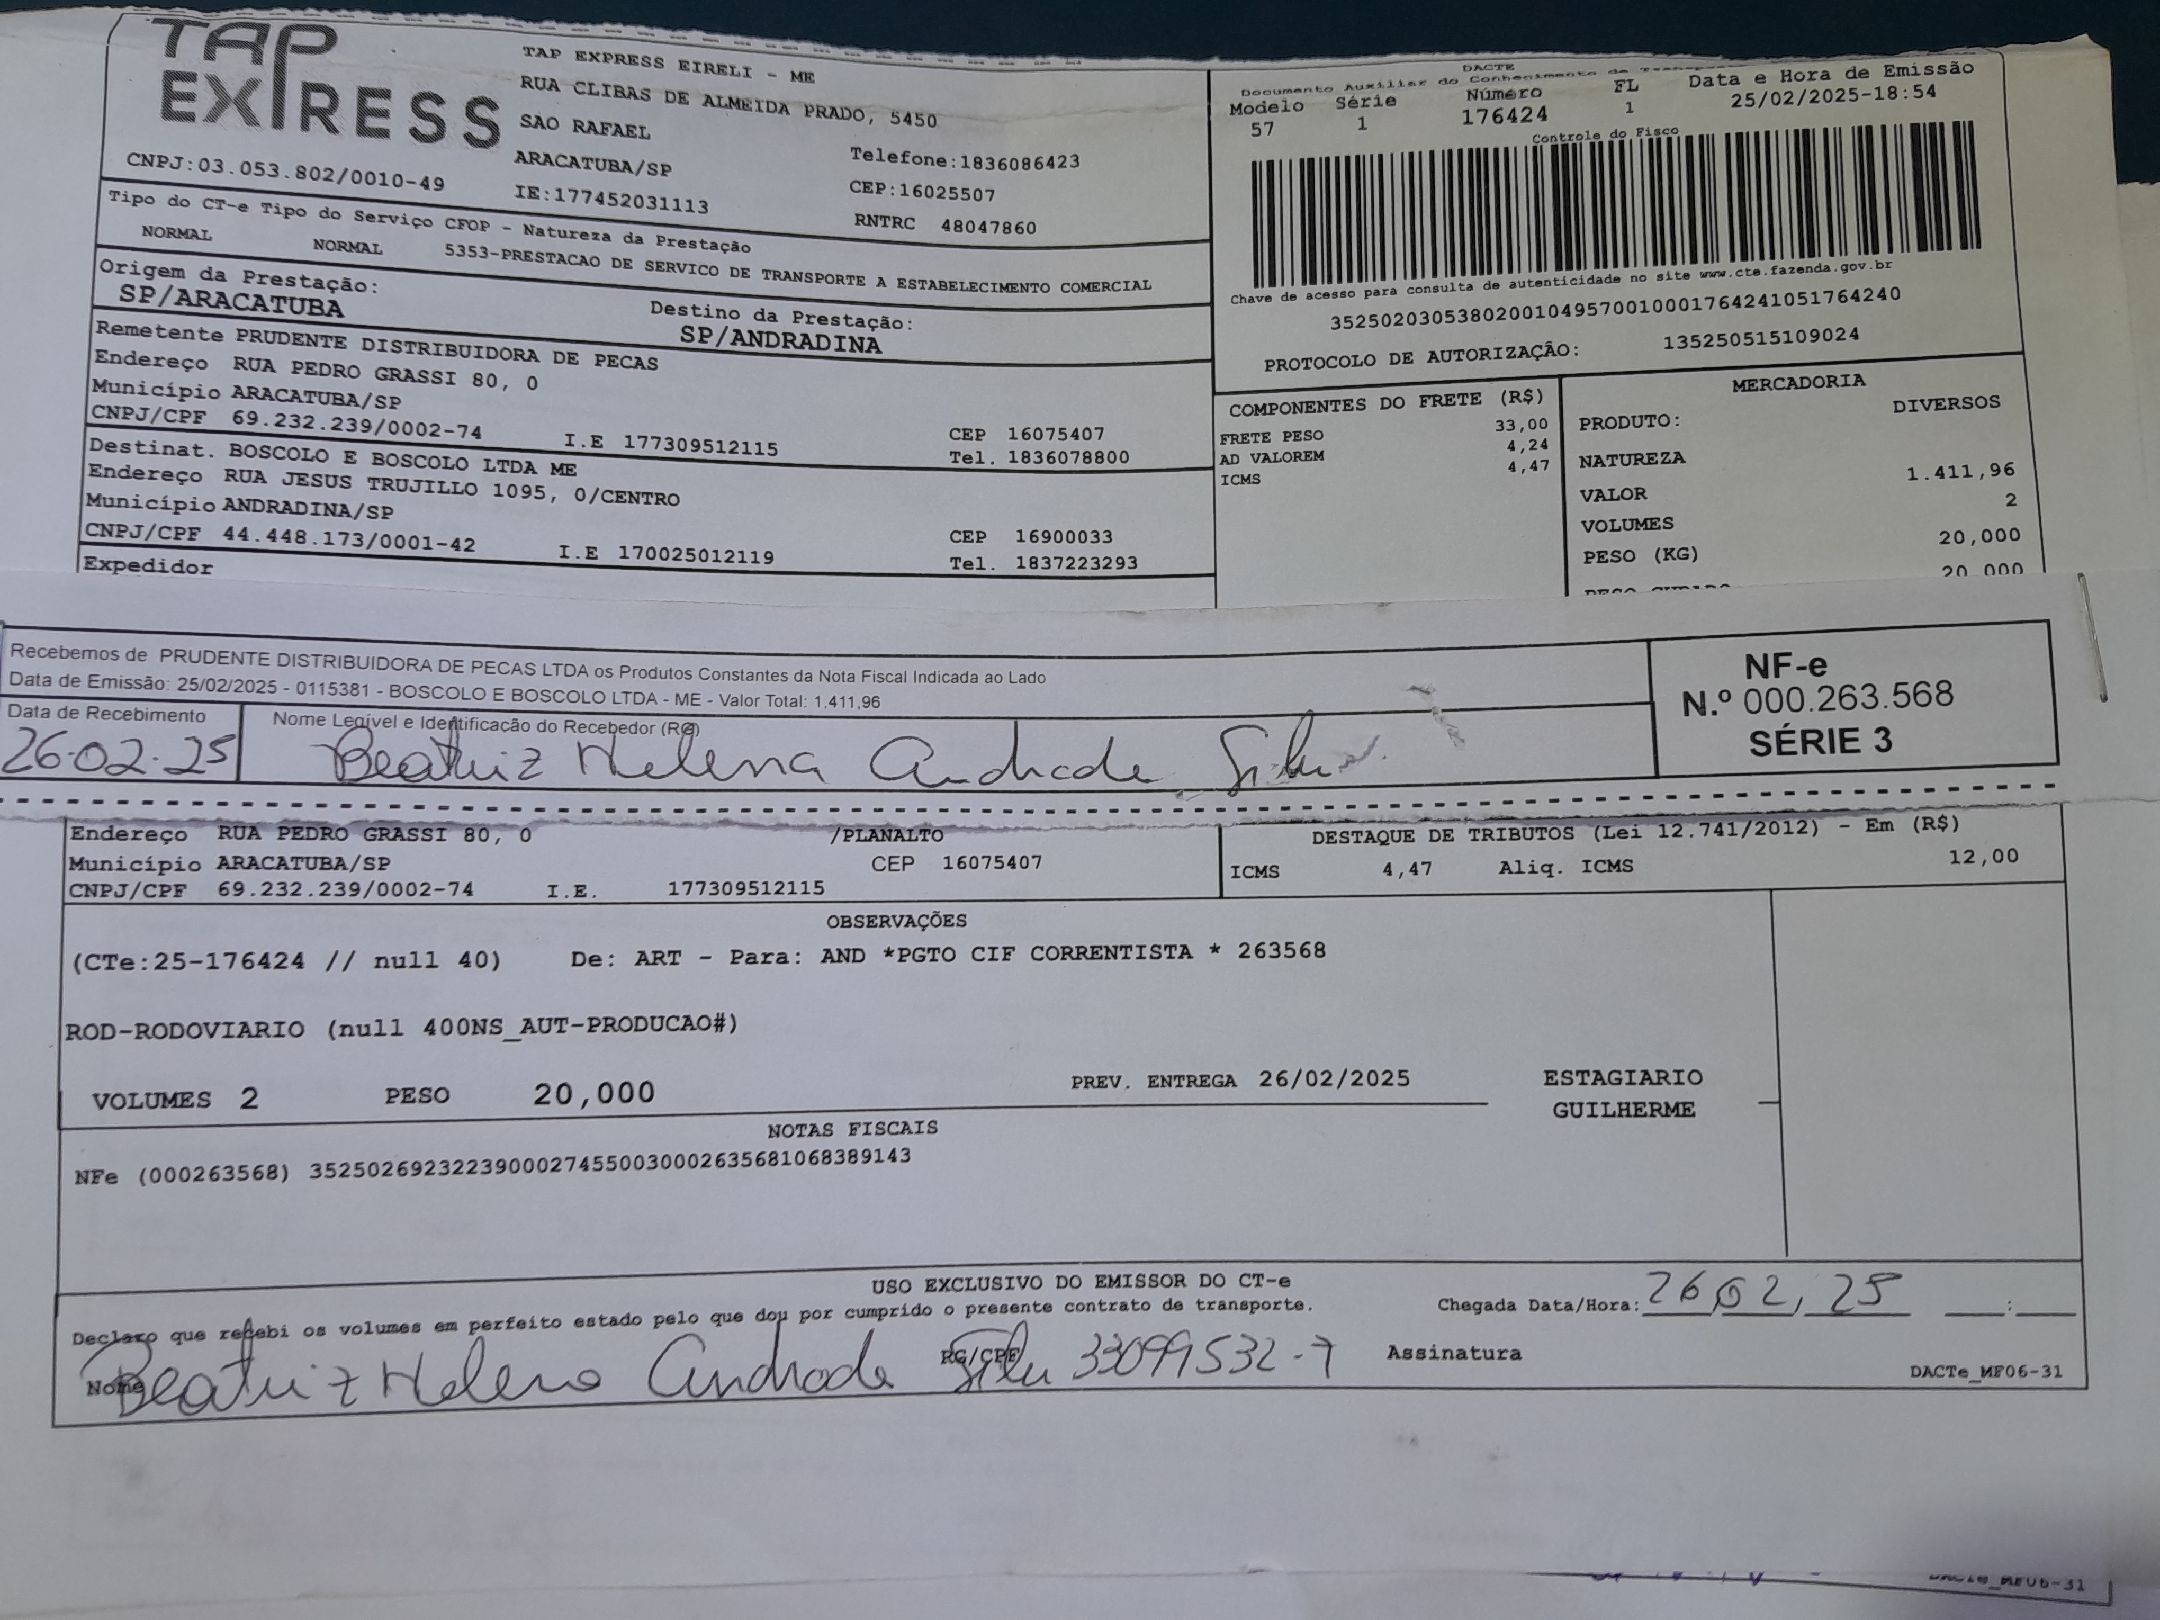 TAP EXPRESS
TAP EXPRESS EIRELI - ME
RUA CLIBAS DE ALMEIDA PRADO, 5450
SAO RAFAEL
ARACATUBA/SP
Telefone:1836086423
CEP:16025507
CNPJ:03.053.802/0010-49
IE:177452031113
RNTRC 48047860
DACTE
Documento Auxiliar do Conhecimento de
Modelo Série Número FL Data e Hora de Emissão
57 1 176424 1 25/02/2025-18:54
Controle do Fisco
Chave de acesso para consulta de autenticidade no site www.cte.fazenda.gov.br
35250203053802001049570010001764241051764240
PROTOCOLO DE AUTORIZAÇÃO: 135250515109024
Tipo do CT-e Tipo do Serviço CFOP - Natureza da Prestação
NORMAL NORMAL 5353-PRESTACAO DE SERVICO DE TRANSPORTE A ESTABELECIMENTO COMERCIAL
Origem da Prestação: Destino da Prestação:
SP/ARACATUBA SP/ANDRADINA
Remetente PRUDENTE DISTRIBUIDORA DE PECAS
Endereço RUA PEDRO GRASSI 80, 0
Município ARACATUBA/SP CEP 16075407
CNPJ/CPF 69.232.239/0002-74 I.E 177309512115 Tel. 1836078800
Destinat. BOSCOLO E BOSCOLO LTDA ME
Endereço RUA JESUS TRUJILLO 1095, 0/CENTRO
Município ANDRADINA/SP CEP 16900033
CNPJ/CPF 44.448.173/0001-42 I.E 170025012119 Tel. 1837223293
Expedidor
COMPONENTES DO FRETE (R$)
FRETE PESO 33,00
AD VALOREM 4,24
ICMS 4,47
MERCADORIA
PRODUTO: DIVERSOS
NATUREZA
VALOR 1.411,96
VOLUMES 2
PESO (KG) 20,000
20,000
Recebemos de PRUDENTE DISTRIBUIDORA DE PECAS LTDA os Produtos Constantes da Nota Fiscal Indicada ao Lado
Data de Emissão: 25/02/2025 - 0115381 - BOSCOLO E BOSCOLO LTDA - ME - Valor Total: 1.411,96
Data de Recebimento Nome Legível e Identificacão do Recebedor (RG)
26-02-25 Beatriz Helena Andrade Silva
NF-e
N.º 000.263.568
SÉRIE 3
Endereço RUA PEDRO GRASSI 80, 0 /PLANALTO
Município ARACATUBA/SP CEP 16075407
CNPJ/CPF 69.232.239/0002-74 I.E. 177309512115
DESTAQUE DE TRIBUTOS (Lei 12.741/2012) - Em (R$)
ICMS 4,47 Aliq. ICMS 12,00
OBSERVAÇÕES
(CTe:25-176424 // null 40) De: ART - Para: AND *PGTO CIF CORRENTISTA * 263568
ROD-RODOVIARIO (null 400NS_AUT-PRODUCAO#)
VOLUMES 2 PESO 20,000 PREV. ENTREGA 26/02/2025 ESTAGIARIO
GUILHERME
NOTAS FISCAIS
NFe (000263568) 35250269232239000274550030002635681068389143
USO EXCLUSIVO DO EMISSOR DO CT-e
Declaro que recebi os volumes em perfeito estado pelo que dou por cumprido o presente contrato de transporte. Chegada Data/Hora: 26,02,25 :
Nome Beatriz Helena Andrade Silva RG/CPF 33099532-7 Assinatura
DACTe_MF06-31
DACTe_MF06-31